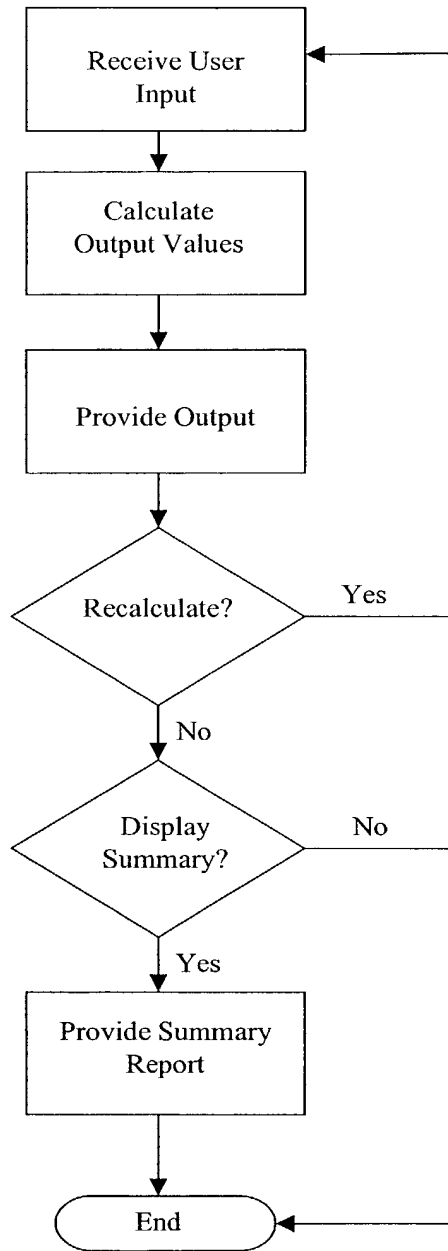 Receive User
Input
Calculate
Output Values
Provide Output
Recalculate?
Yes
No
Display
Summary?
No
Yes
Provide Summary
Report
End